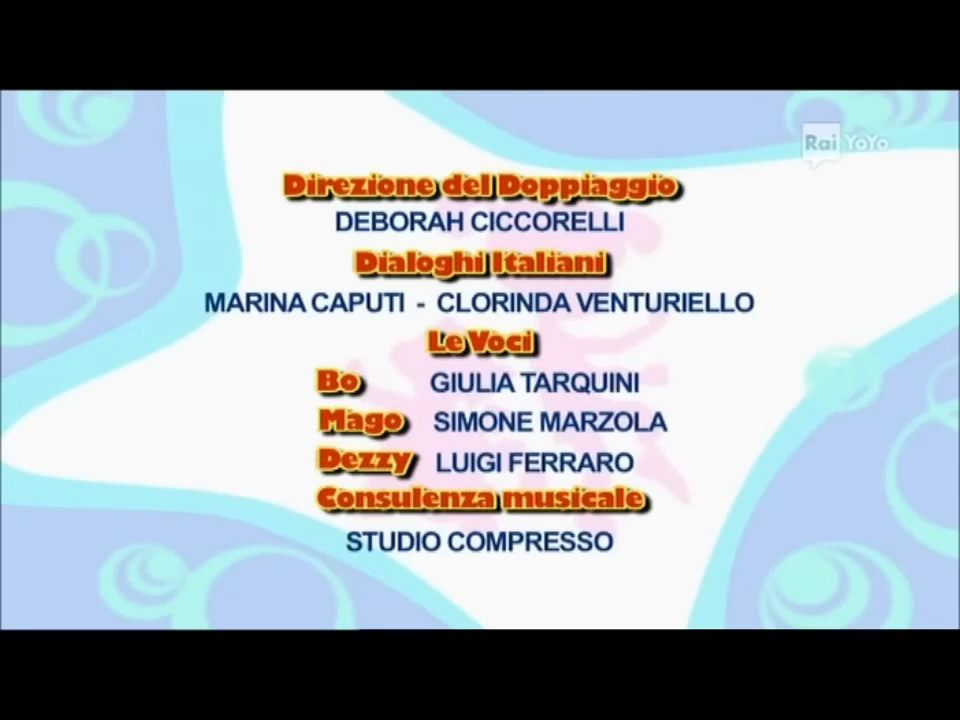 Rai YoYo
Direzione del Doppiaggio
DEBORAH CICCORELLI
Dialoghi Italiani
MARINA CAPUTI - CLORINDA VENTURIELLO
Le Voci
Bo GIULIA TARQUINI
Mago SIMONE MARZOLA
Dezzy LUIGI FERRARO
Consulenza musicale
STUDIO COMPRESSO